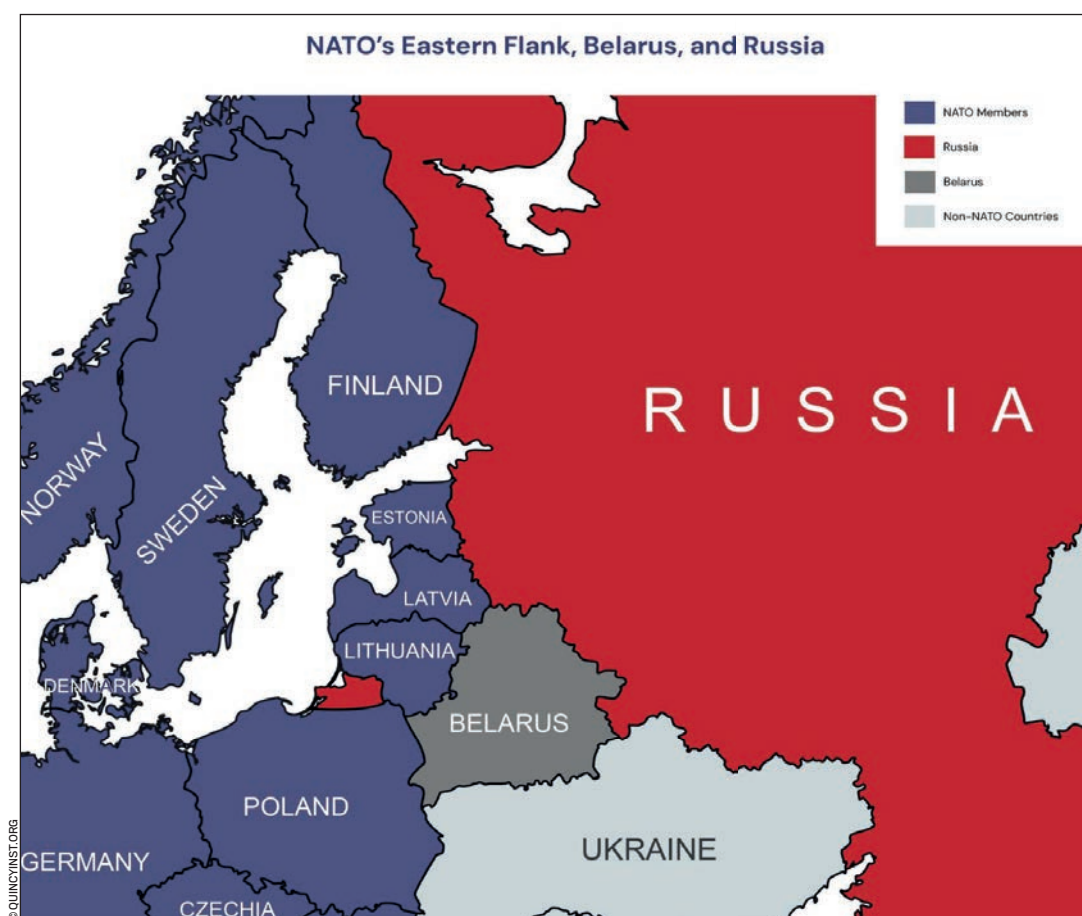 NATO's Eastern Flank, Belarus, and Russia
NATO Members
Russia
Belarus
Non-NATO Countries
FINLAND
RUSSIA
NORWAY
SWEDEN
ESTONIA
LATVIA
LITHUANIA
DENMARK
BELARUS
POLAND
UKRAINE
GERMANY
CZECHIA
© QUINCYINST.ORG